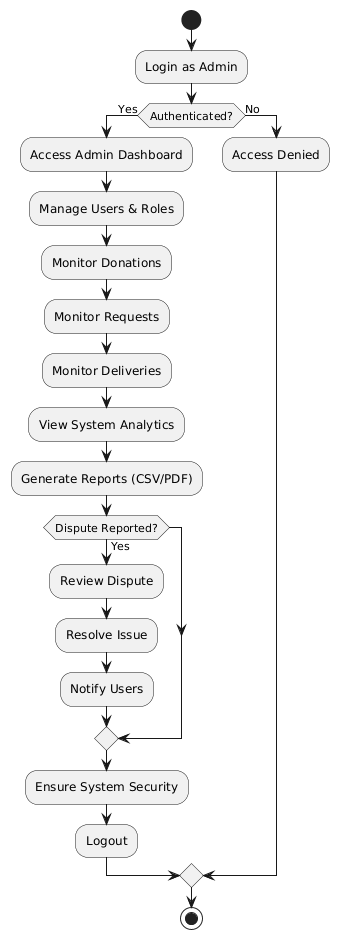 Login as Admin
Authenticated?
Yes
No
Access Admin Dashboard
Access Denied
Manage Users & Roles
Monitor Donations
Monitor Requests
Monitor Deliveries
View System Analytics
Generate Reports (CSV/PDF)
Dispute Reported?
Yes
Review Dispute
Resolve Issue
Notify Users
Ensure System Security
Logout